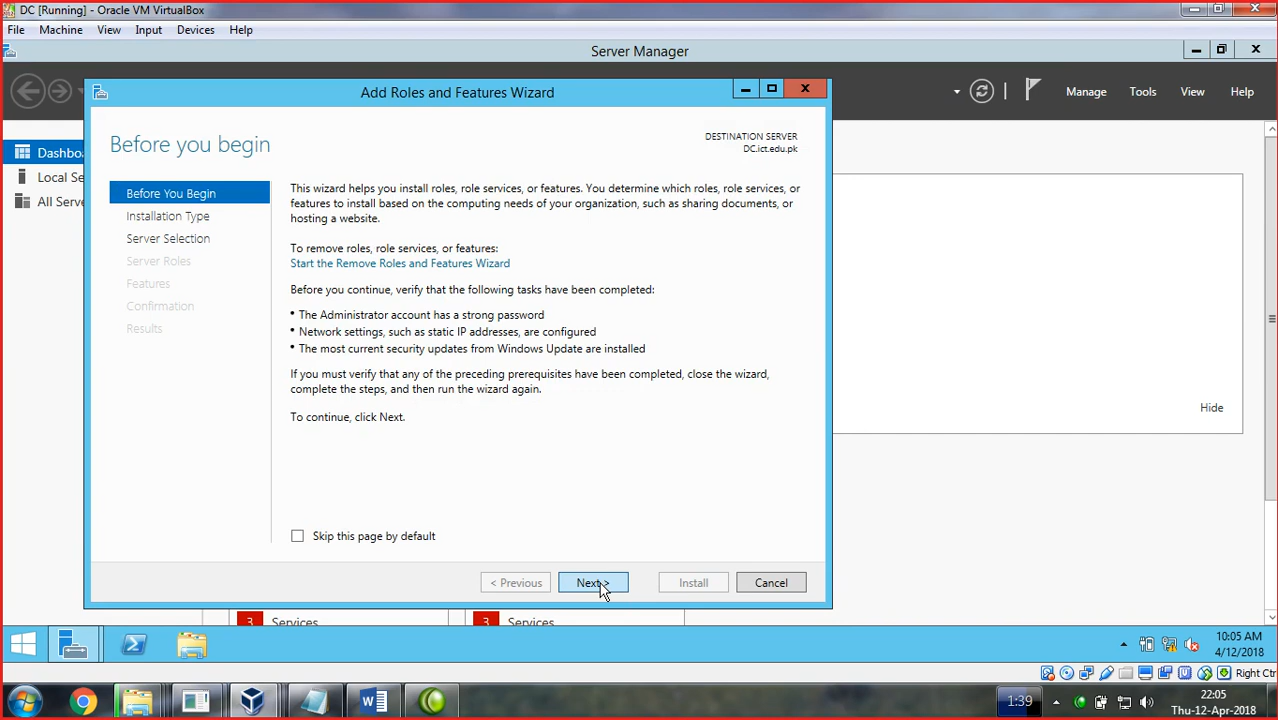 DC [Running] - Oracle VM VirtualBox
File Machine View Input Devices Help
Server Manager
Manage Tools View Help
Add Roles and Features Wizard
Before you begin
DESTINATION SERVER
DC.ict.edu.pk
Dashbo
Local Se
All Serve
Before You Begin
Installation Type
Server Selection
Server Roles
Features
Confirmation
Results
This wizard helps you install roles, role services, or features. You determine which roles, role services, or
features to install based on the computing needs of your organization, such as sharing documents, or
hosting a website.
To remove roles, role services, or features:
Start the Remove Roles and Features Wizard
Before you continue, verify that the following tasks have been completed:
• The Administrator account has a strong password
• Network settings, such as static IP addresses, are configured
• The most current security updates from Windows Update are installed
If you must verify that any of the preceding prerequisites have been completed, close the wizard,
complete the steps, and then run the wizard again.
To continue, click Next.
Hide
Skip this page by default
< Previous Next > Install Cancel
3 Services 3 Services
10:05 AM
4/12/2018
Right Ctr
1:39
22:05
Thu-12-Apr-2018